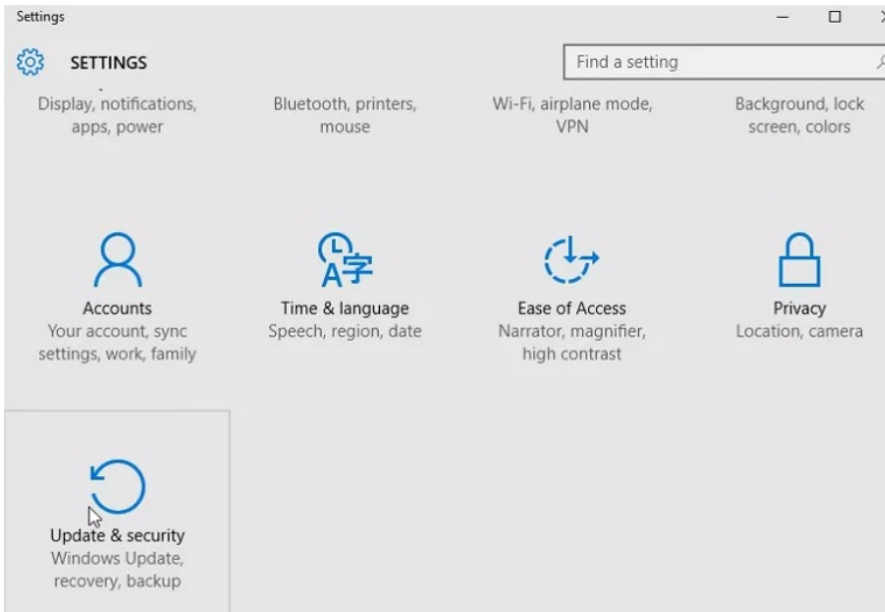 Settings
SETTINGS
Find a setting
Display, notifications,
apps, power
Bluetooth, printers,
mouse
Wi-Fi, airplane mode,
VPN
Background, lock
screen, colors
A字
Accounts
Your account, sync
settings, work, family
Time & language
Speech, region, date
Ease of Access
Narrator, magnifier,
high contrast
Privacy
Location, camera
Update & security
Windows Update,
recovery, backup